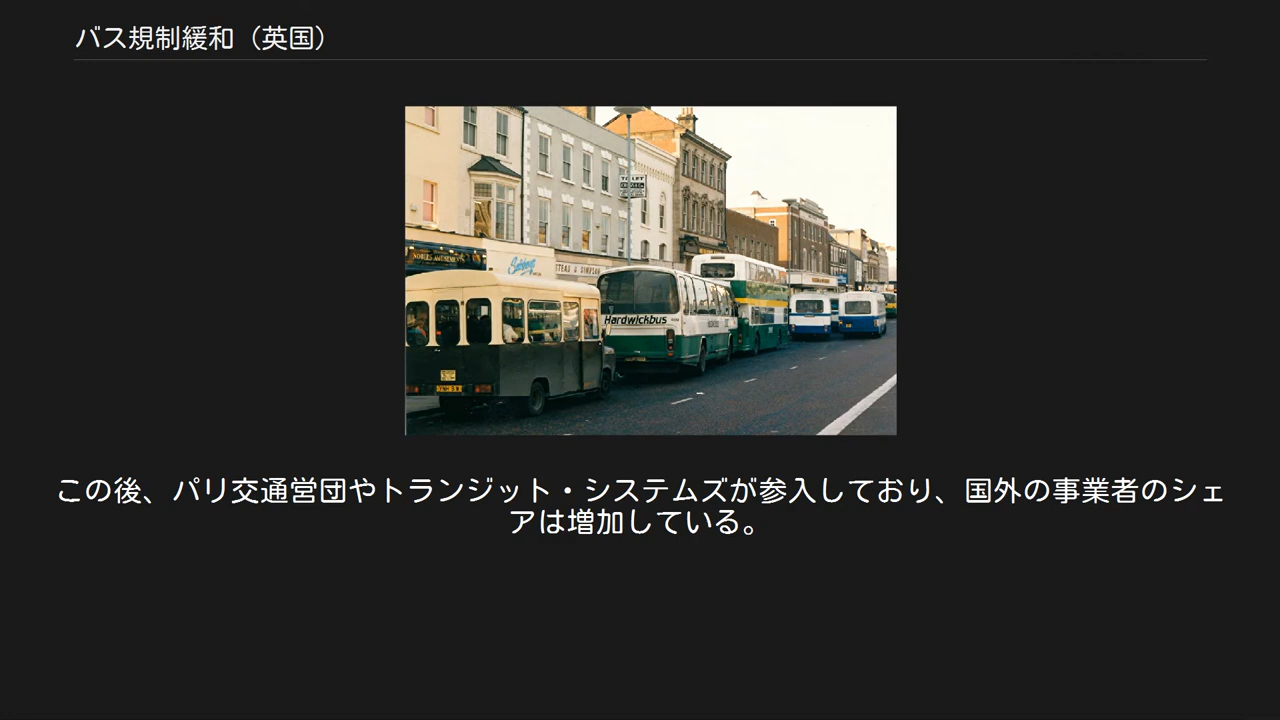 バス規制緩和（英国）
NOBLES AMUSEMENTS
Hardwickbus
この後、パリ交通営団やトランジット・システムズが参入しており、国外の事業者のシェ
アは増加している。